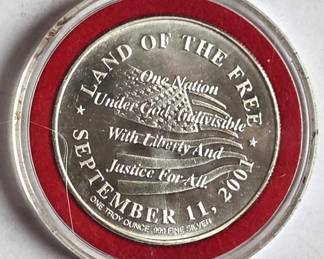 LAND OF THE FREE
One Nation
Under God, Indivisible
With Liberty And
Justice For All.
SEPTEMBER 11, 2001
ONE TROY OUNCE .999 FINE SILVER